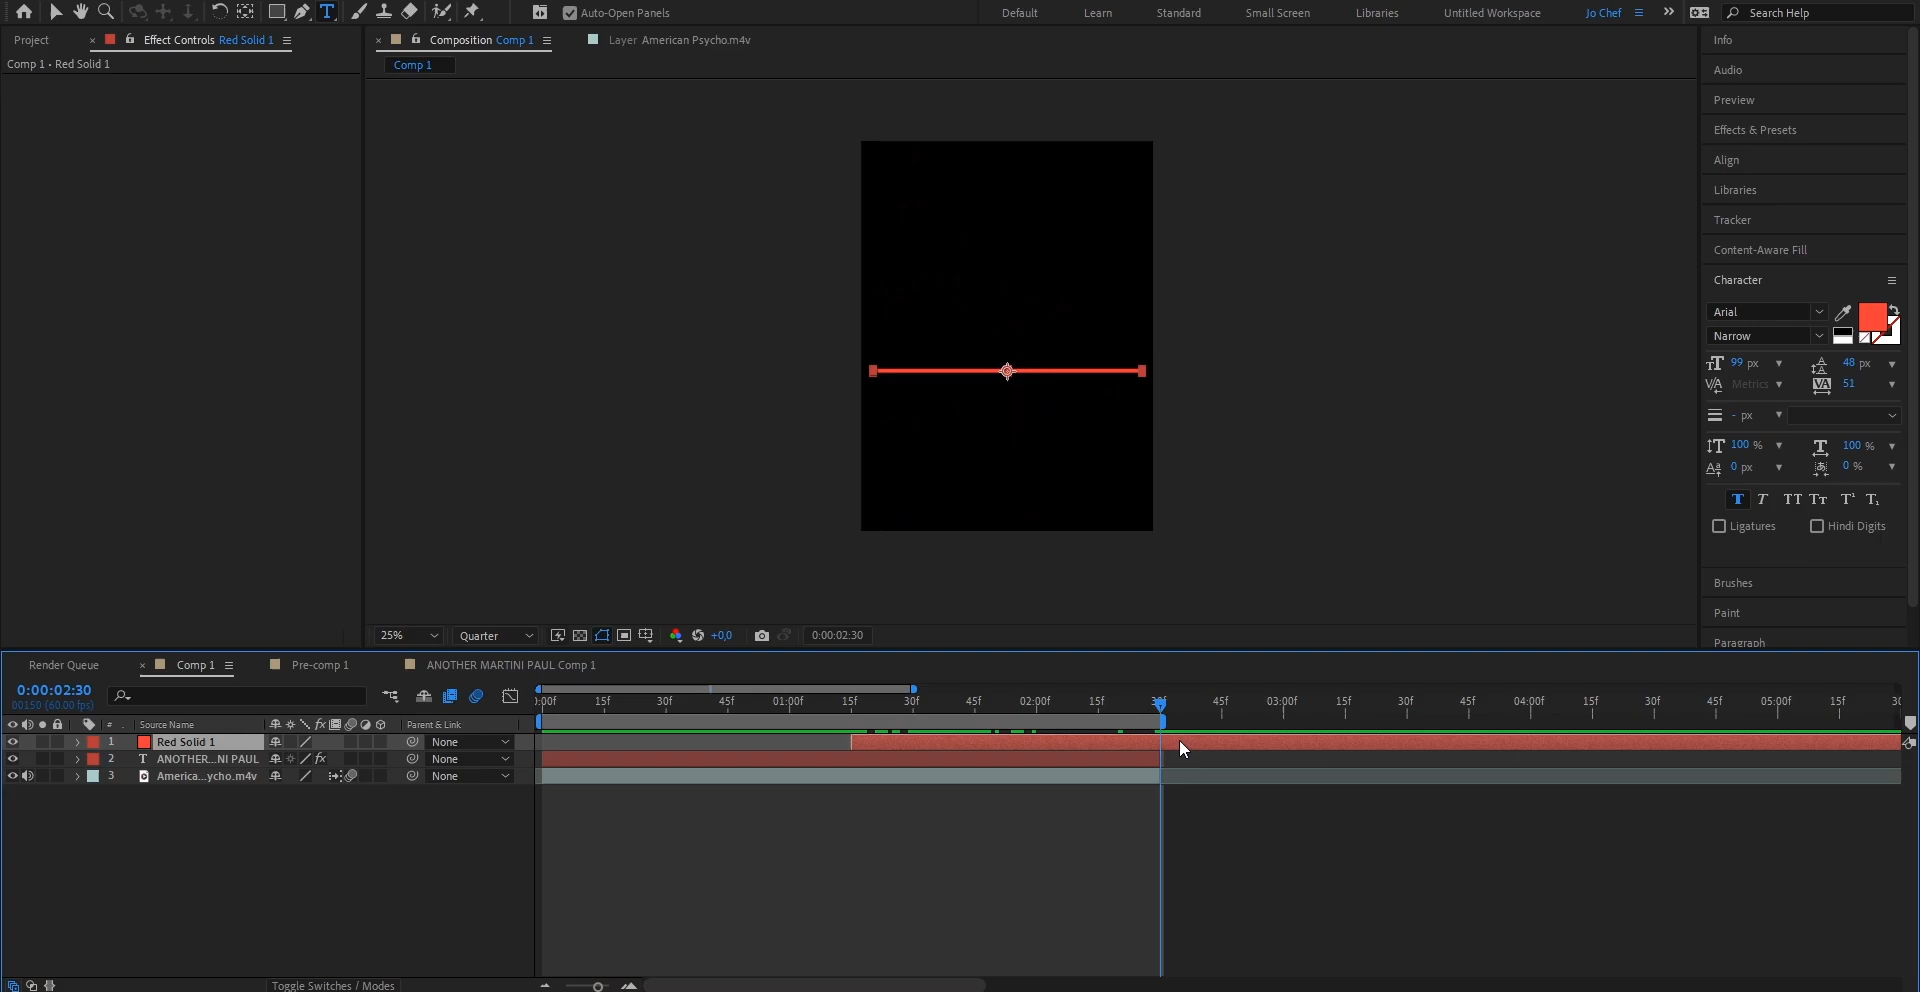 Auto-Open Panels
Default
Learn
Standard
Small Screen
Libraries
Untitled Workspace
Jo Chef
Search Help
Project
Effect Controls Red Solid 1
Composition Comp 1
Layer American Psycho.m4v
Comp 1 • Red Solid 1
Comp 1
Info
Audio
Preview
Effects & Presets
Align
Libraries
Tracker
Content-Aware Fill
Character
Arial
Narrow
99 px
48 px
Metrics
51
- px
100 %
100 %
0 px
0 %
Ligatures
Hindi Digits
Brushes
Paint
Paragraph
25%
Quarter
+0,0
0:00:02:30
Render Queue
Comp 1
Pre-comp 1
ANOTHER MARTINI PAUL Comp 1
0:00:02:30
00150 (60.00 fps)
:00f 15f 30f 45f 01:00f 15f 30f 45f 02:00f 15f 30f 45f 03:00f 15f 30f 45f 04:00f 15f 30f 45f 05:00f 15f 30
# Source Name
Parent & Link
1 Red Solid 1 None
2 ANOTHER...NI PAUL None
3 America...ycho.m4v None
Toggle Switches / Modes